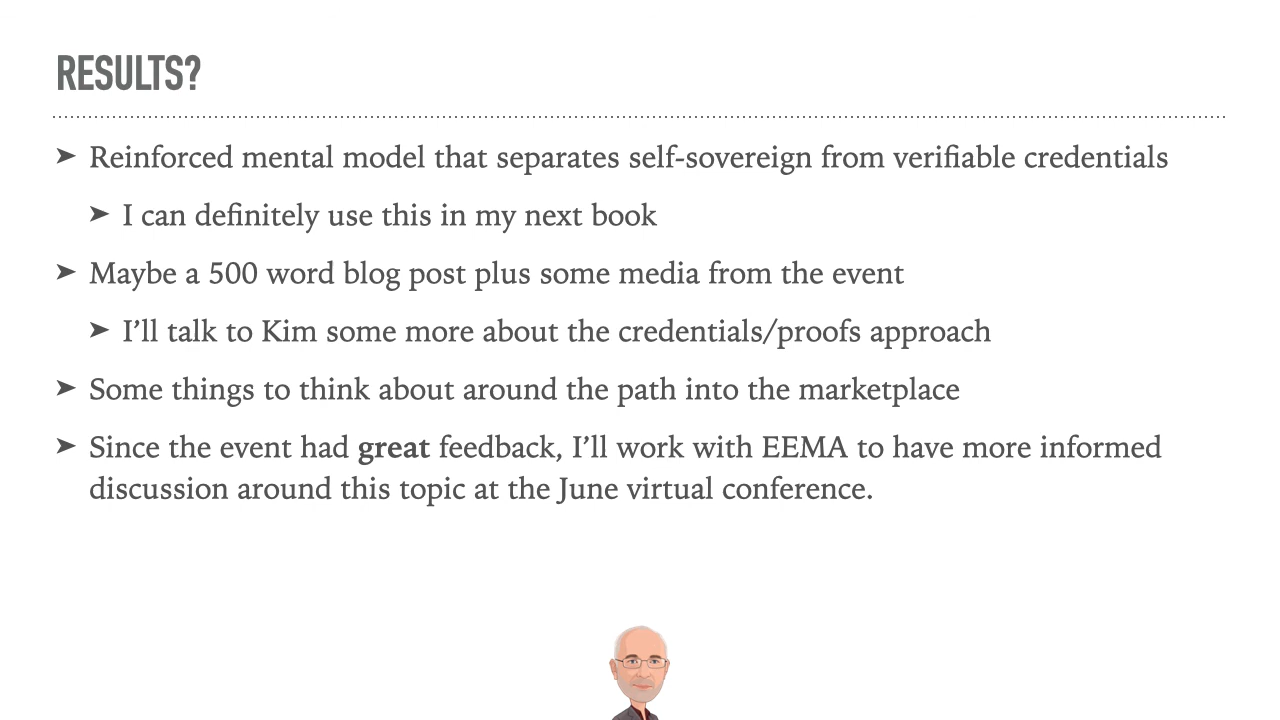 RESULTS?
➤ Reinforced mental model that separates self-sovereign from verifiable credentials
➤ I can definitely use this in my next book
➤ Maybe a 500 word blog post plus some media from the event
➤ I’ll talk to Kim some more about the credentials/proofs approach
➤ Some things to think about around the path into the marketplace
➤ Since the event had great feedback, I’ll work with EEMA to have more informed
discussion around this topic at the June virtual conference.